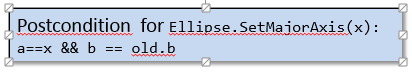 Postcondition for Ellipse.SetMajorAxis(x):
a==x && b == old.b